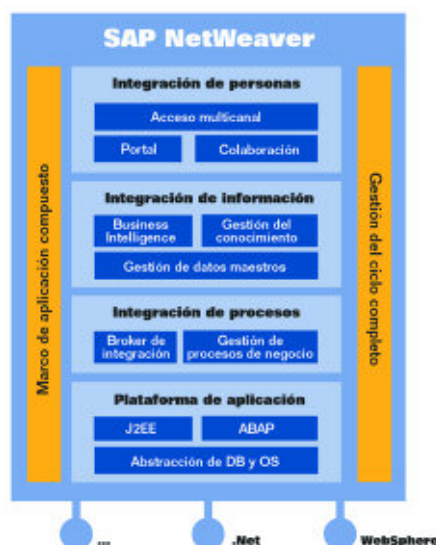 SAP NetWeaver
Marco de aplicación compuesto
Integración de personas
Acceso multicanal
Portal
Colaboración
Integración de información
Business
Intelligence
Gestión del
conocimiento
Gestión de datos maestros
Integración de procesos
Broker de
integración
Gestión de
procesos de negocio
Plataforma de aplicación
J2EE
ABAP
Abstracción de DB y OS
Gestión del ciclo completo
...
.Net
WebSphere